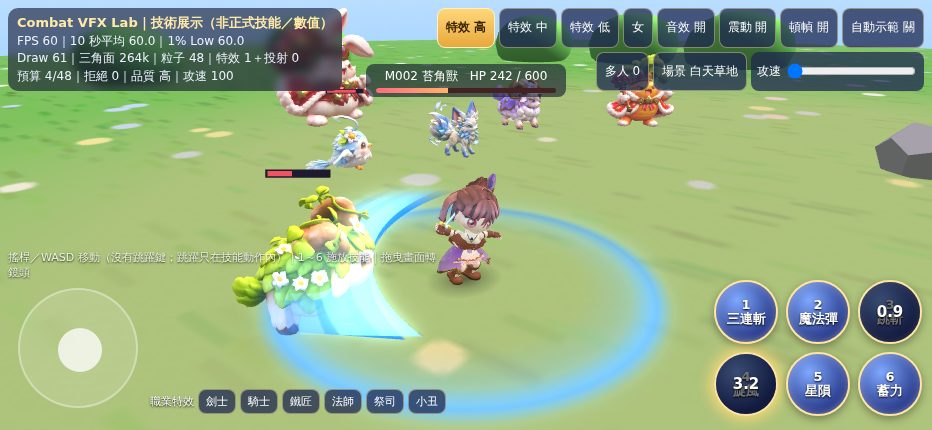 Combat VFX Lab｜技術展示（非正式技能／數值）
FPS 60｜10 秒平均 60.0｜1% Low 60.0
Draw 61｜三角面 264k｜粒子 48｜特效 1＋投射 0
預算 4/48｜拒絕 0｜品質 高｜攻速 100
特效 高
特效 中
特效 低
女
音效 開
震動 開
頓幀 開
自動示範 關
多人 0
場景 白天草地
攻速
M002 苔角獸 HP 242 / 600
搖桿／WASD 移動（沒有跳躍鍵；跳躍只在技能動作內）｜1～6 施放技能｜拖曳畫面轉
鏡頭
1
三連斬
2
魔法彈
0.9
3.2
旋風
5
星隕
6
蓄力
職業特效
劍士
騎士
鐵匠
法師
祭司
小丑